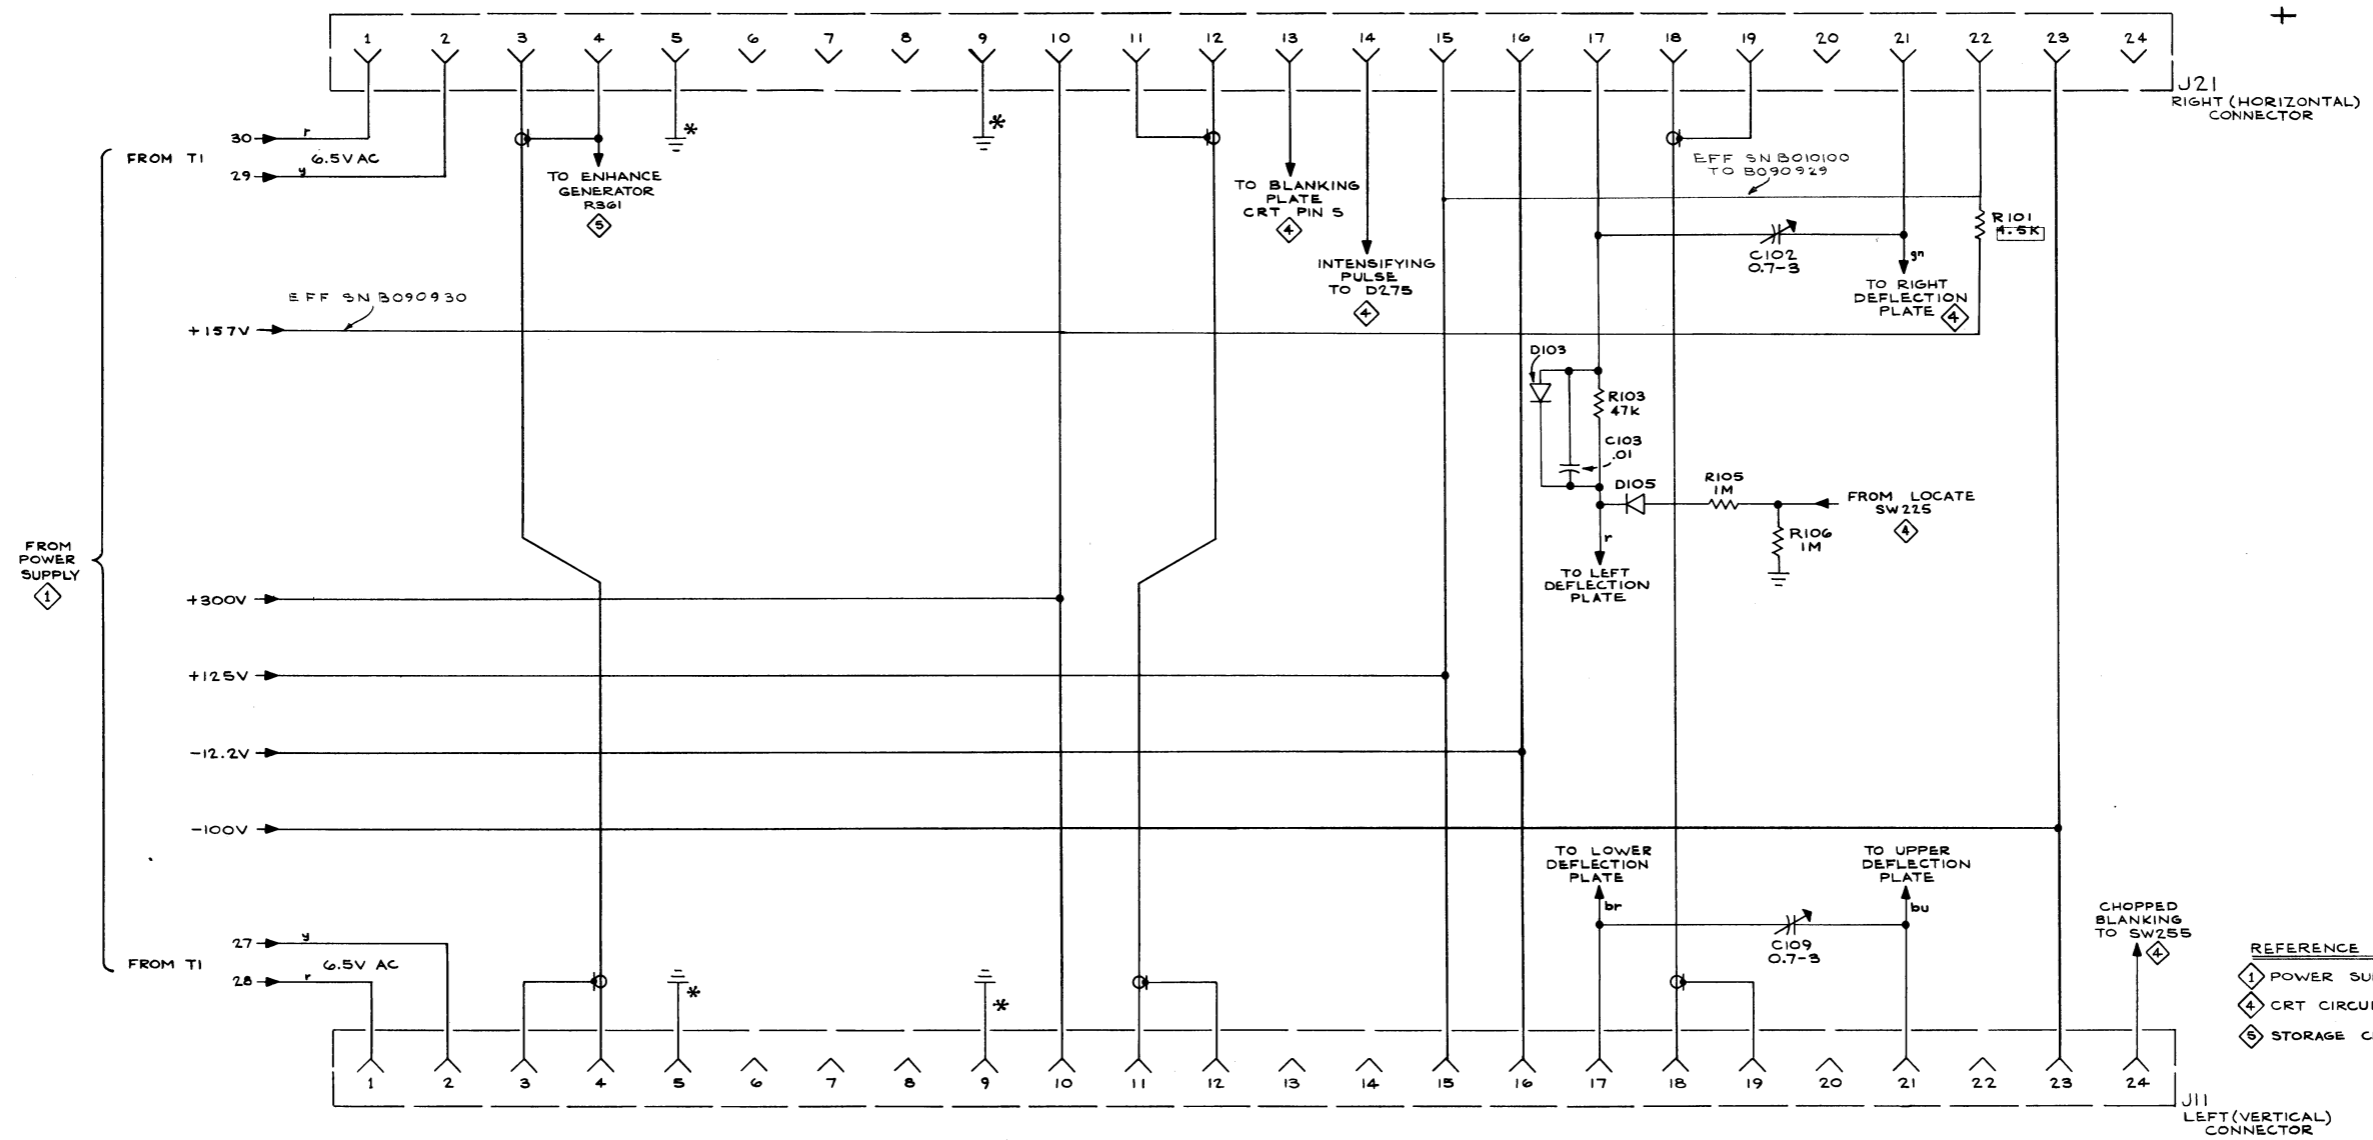 1 2 3 4 5 6 7 8 9 10 11 12 13 14 15 16 17 18 19 20 21 22 23 24
J21
RIGHT (HORIZONTAL)
CONNECTOR
FROM T1
30 r
6.5V AC
29 y
TO ENHANCE
GENERATOR
R361
5
*
*
TO BLANKING
PLATE
CRT PIN 5
4
INTENSIFYING
PULSE
TO D275
4
EFF SN B010100
TO B090929
R101
4.5K
C102
0.7-3
gn
TO RIGHT
DEFLECTION
PLATE 4
EFF SN B090930
+157V
D103
R103
47K
C103
.01
D105
R105
1M
FROM LOCATE
SW225
4
R106
1M
r
TO LEFT
DEFLECTION
PLATE
FROM
POWER
SUPPLY
1
+300V
+125V
-12.2V
-100V
TO LOWER
DEFLECTION
PLATE
br
TO UPPER
DEFLECTION
PLATE
bu
C109
0.7-3
CHOPPED
BLANKING
TO SW255
4
27 y
FROM T1
6.5V AC
28 r
*
*
REFERENCE
1 POWER SU
4 CRT CIRCU
5 STORAGE C
1 2 3 4 5 6 7 8 9 10 11 12 13 14 15 16 17 18 19 20 21 22 23 24
J11
LEFT (VERTICAL)
CONNECTOR